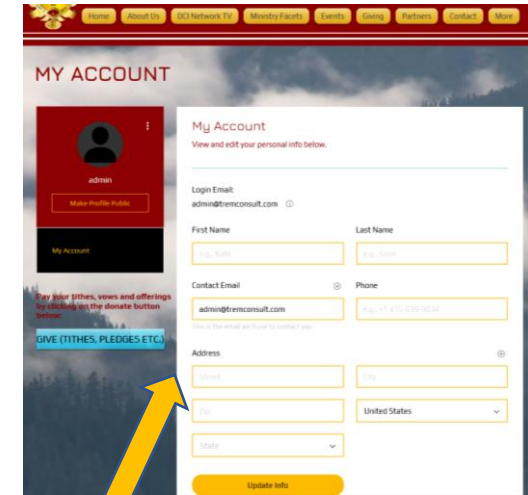 Home About Us DCI Network TV Ministry Facets Events Giving Partners Contact More
MY ACCOUNT
admin
Make Profile Public
My Account
Pay your tithes, vows and offerings
by clicking on the donate button
below:
GIVE (TITHES, PLEDGES ETC.)
My Account
View and edit your personal info below.
Login Email:
admin@tremconsult.com
First Name Last Name
e.g., Kate e.g., Smit
Contact Email Phone
admin@tremconsult.com
This is the email we'll use to contact you
Address
Street City
Zip United States
State
Update Info